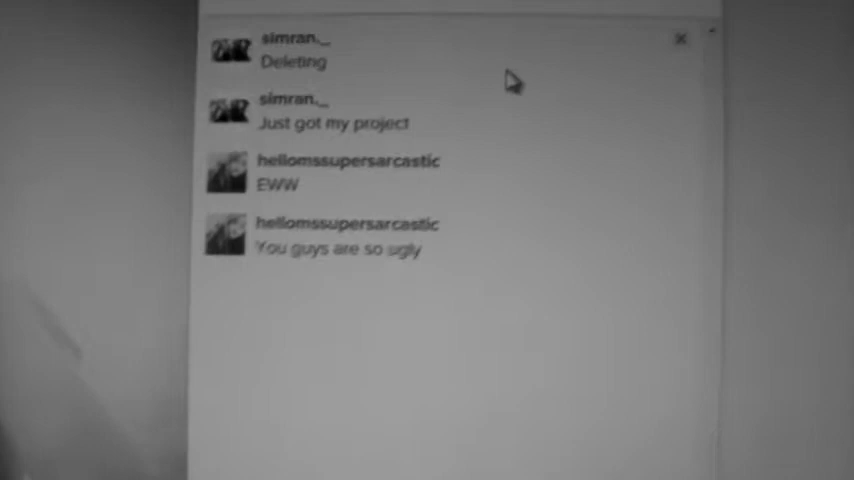 simran._
Deleting
simran._
Just got my project
hellomssupersarcastic
EWW
hellomssupersarcastic
You guys are so ugly